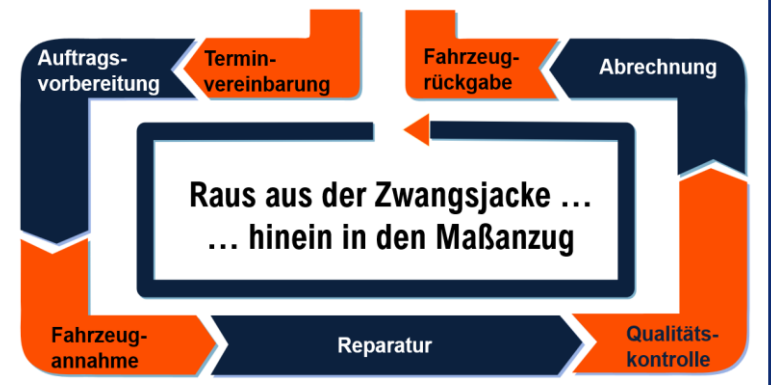 Termin-
vereinbarung
Auftrags-
vorbereitung
Fahrzeug-
annahme
Reparatur
Qualitäts-
kontrolle
Abrechnung
Fahrzeug-
rückgabe
Raus aus der Zwangsjacke ...
... hinein in den Maßanzug